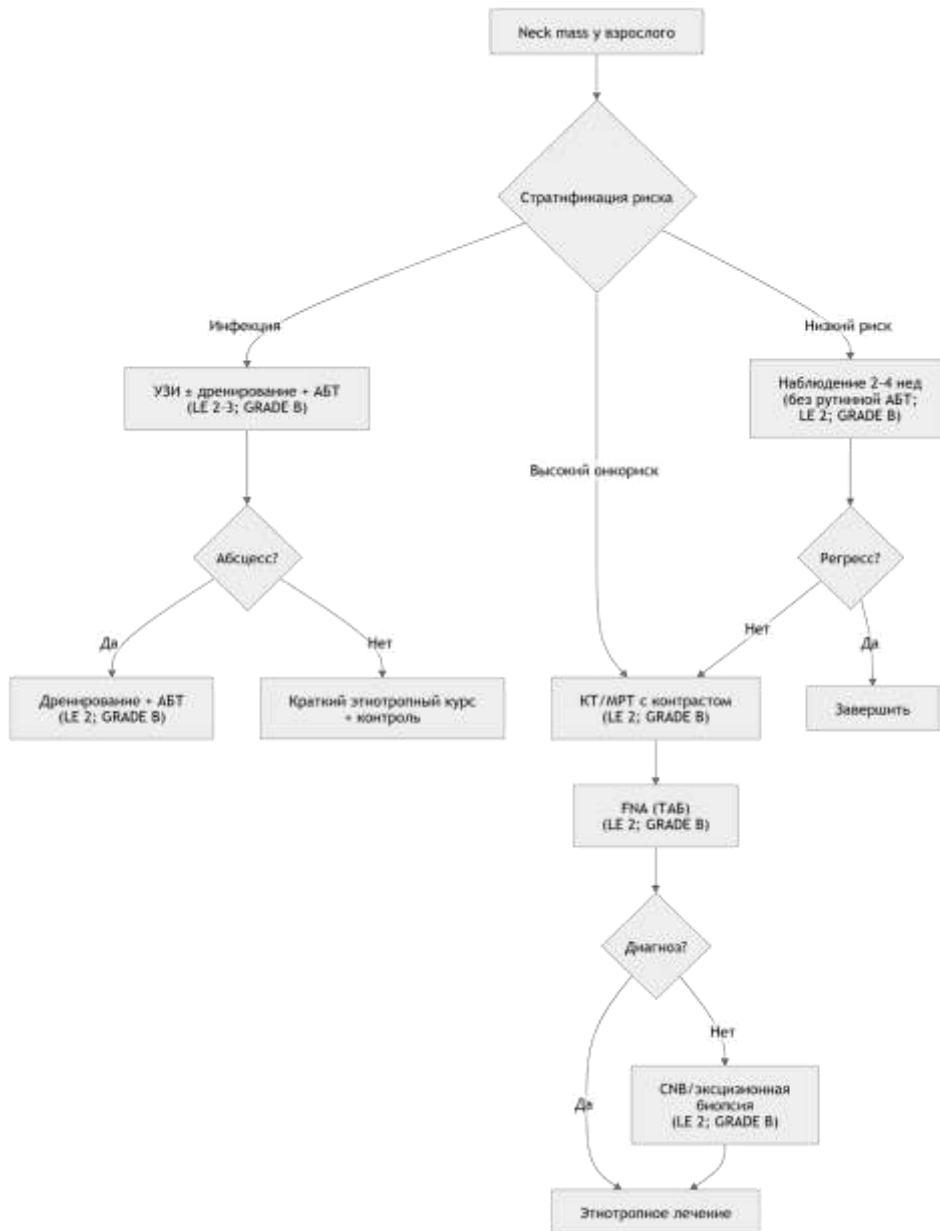 Neck mass у взрослого
Стратификация риска
Инфекция
Низкий риск
УЗИ ± дренирование + АБТ
(LE 2-3; GRADE B)
Наблюдение 2-4 нед
(без рутинной АБТ;
LE 2; GRADE B)
Высокий онкориск
Абсцесс?
Регресс?
Да
Нет
Нет
Да
Дренирование + АБТ
(LE 2; GRADE B)
Краткий этиотропный курс
+ контроль
КТ/МРТ с контрастом
(LE 2; GRADE B)
Завершить
FNA (ТАБ)
(LE 2; GRADE B)
Диагноз?
Нет
Да
CNB/эксцизионная
биопсия
(LE 2; GRADE B)
Этиотропное лечение